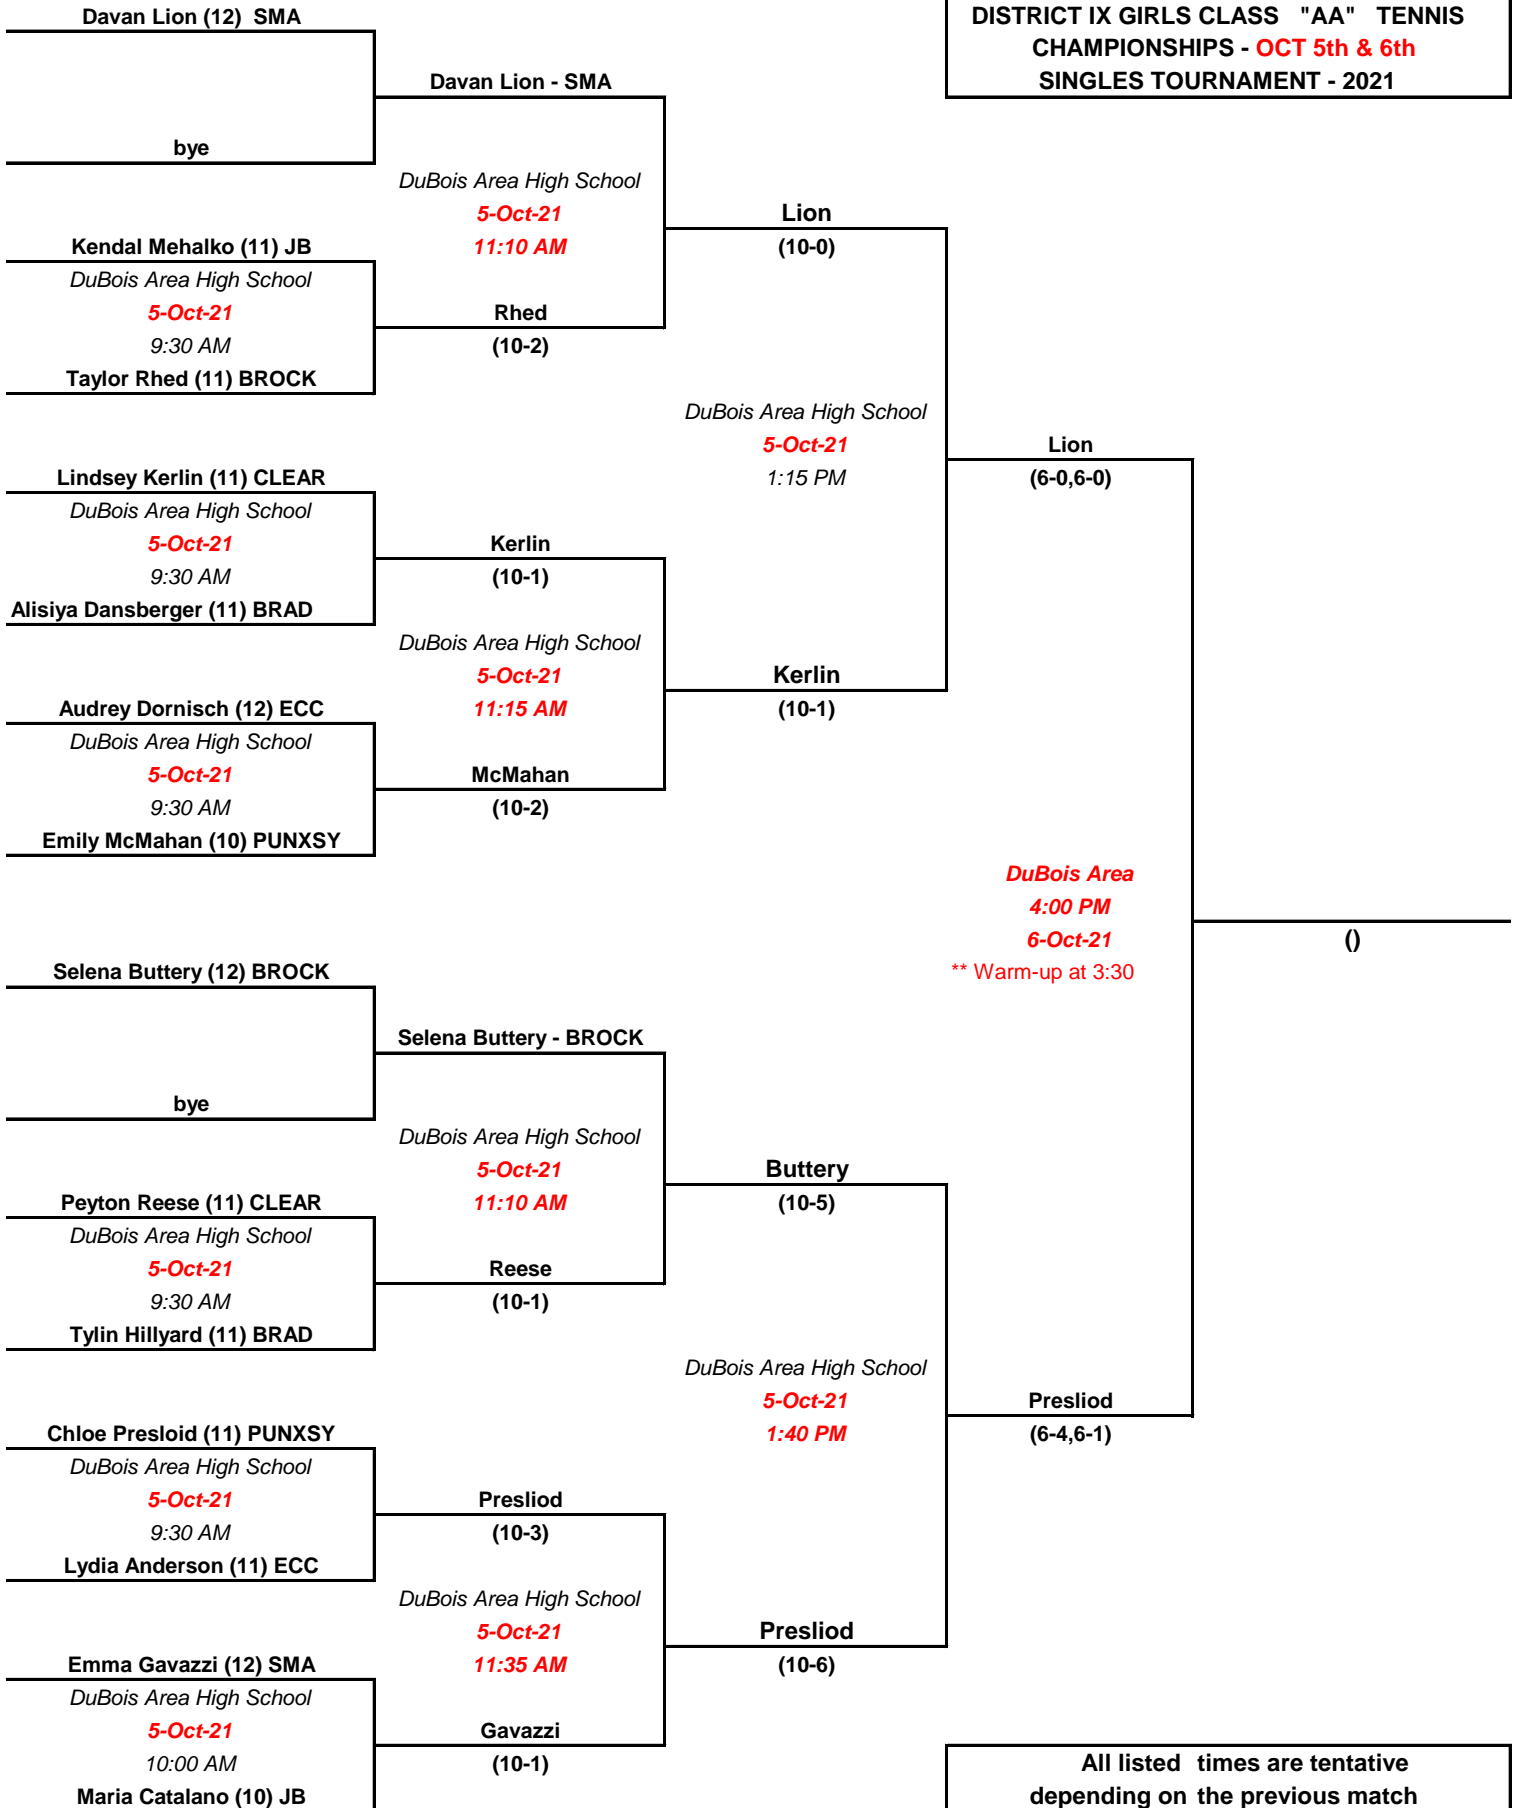 Davan Lion (12)  SMA
DISTRICT IX GIRLS CLASS   "AA"   TENNIS
CHAMPIONSHIPS - OCT 5th & 6th
SINGLES TOURNAMENT - 2021
Davan Lion - SMA
bye
DuBois Area High School
5-Oct-21
11:10 AM
Lion
(10-0)
Kendal Mehalko (11) JB
DuBois Area High School
5-Oct-21
9:30 AM
Taylor Rhed (11) BROCK
Rhed
(10-2)
DuBois Area High School
5-Oct-21
1:15 PM
Lion
(6-0,6-0)
Lindsey Kerlin (11) CLEAR
DuBois Area High School
5-Oct-21
9:30 AM
Alisiya Dansberger (11) BRAD
Kerlin
(10-1)
DuBois Area High School
5-Oct-21
11:15 AM
Kerlin
(10-1)
Audrey Dornisch (12) ECC
DuBois Area High School
5-Oct-21
9:30 AM
Emily McMahan (10) PUNXSY
McMahan
(10-2)
DuBois Area
4:00 PM
6-Oct-21
** Warm-up at 3:30
()
Selena Buttery (12) BROCK
Selena Buttery - BROCK
bye
DuBois Area High School
5-Oct-21
11:10 AM
Buttery
(10-5)
Peyton Reese (11) CLEAR
DuBois Area High School
5-Oct-21
9:30 AM
Tylin Hillyard (11) BRAD
Reese
(10-1)
DuBois Area High School
5-Oct-21
1:40 PM
Presliod
(6-4,6-1)
Chloe Presloid (11) PUNXSY
DuBois Area High School
5-Oct-21
9:30 AM
Lydia Anderson (11) ECC
Presliod
(10-3)
DuBois Area High School
5-Oct-21
11:35 AM
Presliod
(10-6)
Emma Gavazzi (12) SMA
DuBois Area High School
5-Oct-21
10:00 AM
Maria Catalano (10) JB
Gavazzi
(10-1)
All listed  times are tentative
depending on the previous match